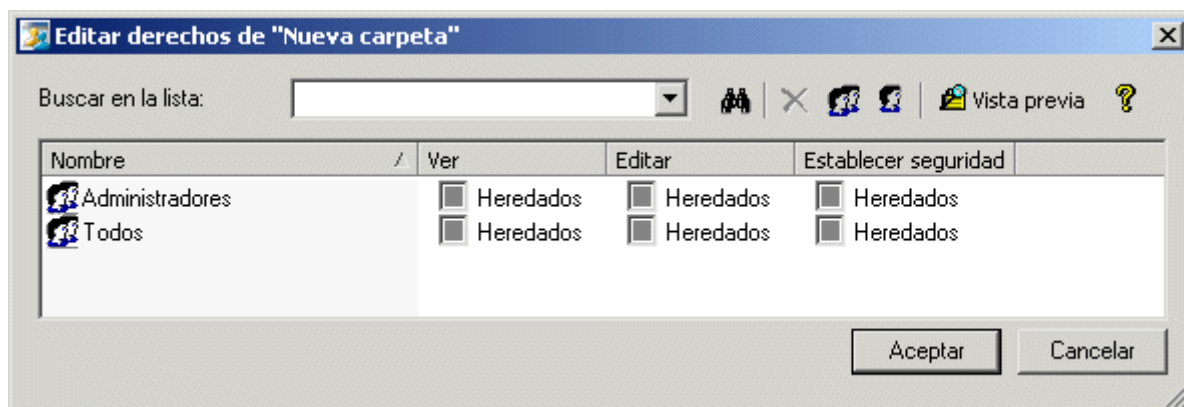 Editar derechos de "Nueva carpeta"
Buscar en la lista:
Vista previa
Nombre Ver Editar Establecer seguridad
Administradores Heredados Heredados Heredados
Todos Heredados Heredados Heredados
Aceptar Cancelar